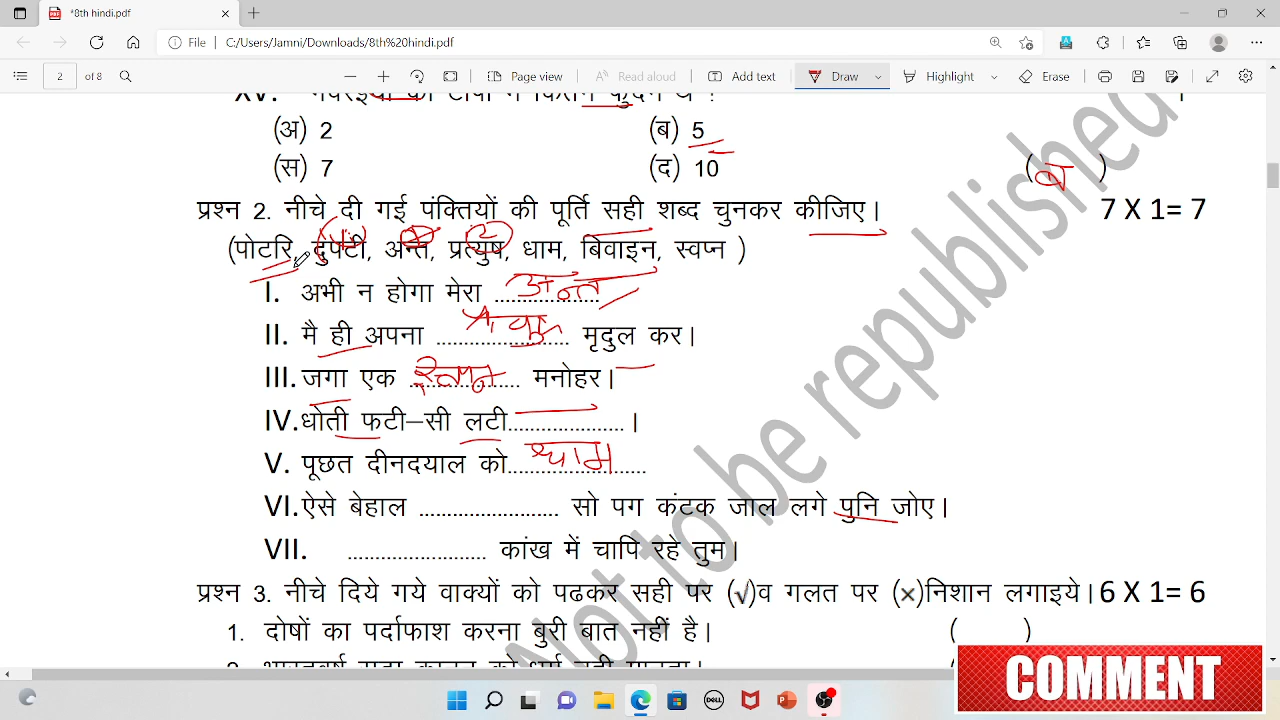 *8th hindi.pdf
File C:/Users/Jamni/Downloads/8th%20hindi.pdf
2 of 8 Page view Read aloud Add text Draw Highlight Erase
XV.
(अ) 2 (ब) 5
(स) 7 (द) 10 ( ब )
प्रश्न 2. नीचे दी गई पंक्तियों की पूर्ति सही शब्द चुनकर कीजिए। 7 X 1= 7
(पोटरि, दुपटी, अन्त, प्रत्युष, धाम, बिवाइन, स्वप्न )
I. अभी न होगा मेरा ................... अन्त
II. मै ही अपना ........................ मृदुल कर।
III. जगा एक .................... स्वप्न मनोहर।
IV. धोती फटी–सी लटी..................... ।
V. पूछत दीनदयाल को......................... धाम
VI. ऐसे बेहाल ......................... सो पग कंटक जाल लगे पुनि जोए।
VII. ......................... कांख में चापि रहे तुम।
प्रश्न 3. नीचे दिये गये वाक्यों को पढकर सही पर (√)व गलत पर (×)निशान लगाइये। 6 X 1= 6
1. दोषों का पर्दाफाश करना बुरी बात नहीं है। ( )
Not to be republished
COMMENT